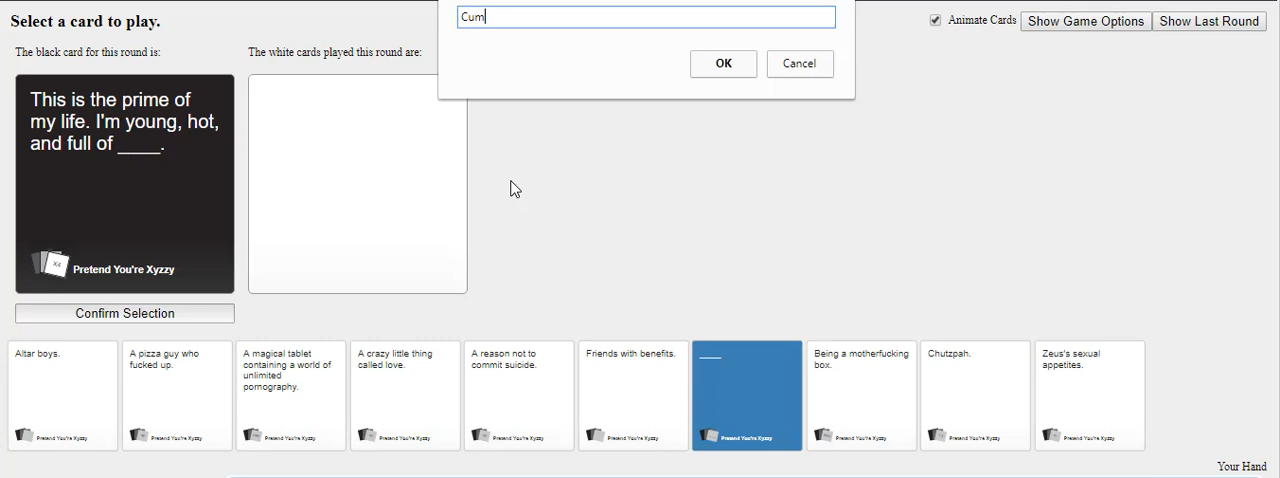 Cum
Select a card to play.
Animate Cards
Show Game Options
Show Last Round
The black card for this round is:
The white cards played this round are:
OK
Cancel
This is the prime of
my life. I'm young, hot,
and full of ____.
Pretend You're Xyzzy
Confirm Selection
Altar boys.
Pretend You're Xyzzy
A pizza guy who
fucked up.
Pretend You're Xyzzy
A magical tablet
containing a world of
unlimited
pornography.
Pretend You're Xyzzy
A crazy little thing
called love.
Pretend You're Xyzzy
A reason not to
commit suicide.
Pretend You're Xyzzy
Friends with benefits.
Pretend You're Xyzzy
____
Pretend You're Xyzzy
Being a motherfucking
box.
Pretend You're Xyzzy
Chutzpah.
Pretend You're Xyzzy
Zeus's sexual
appetites.
Pretend You're Xyzzy
Your Hand